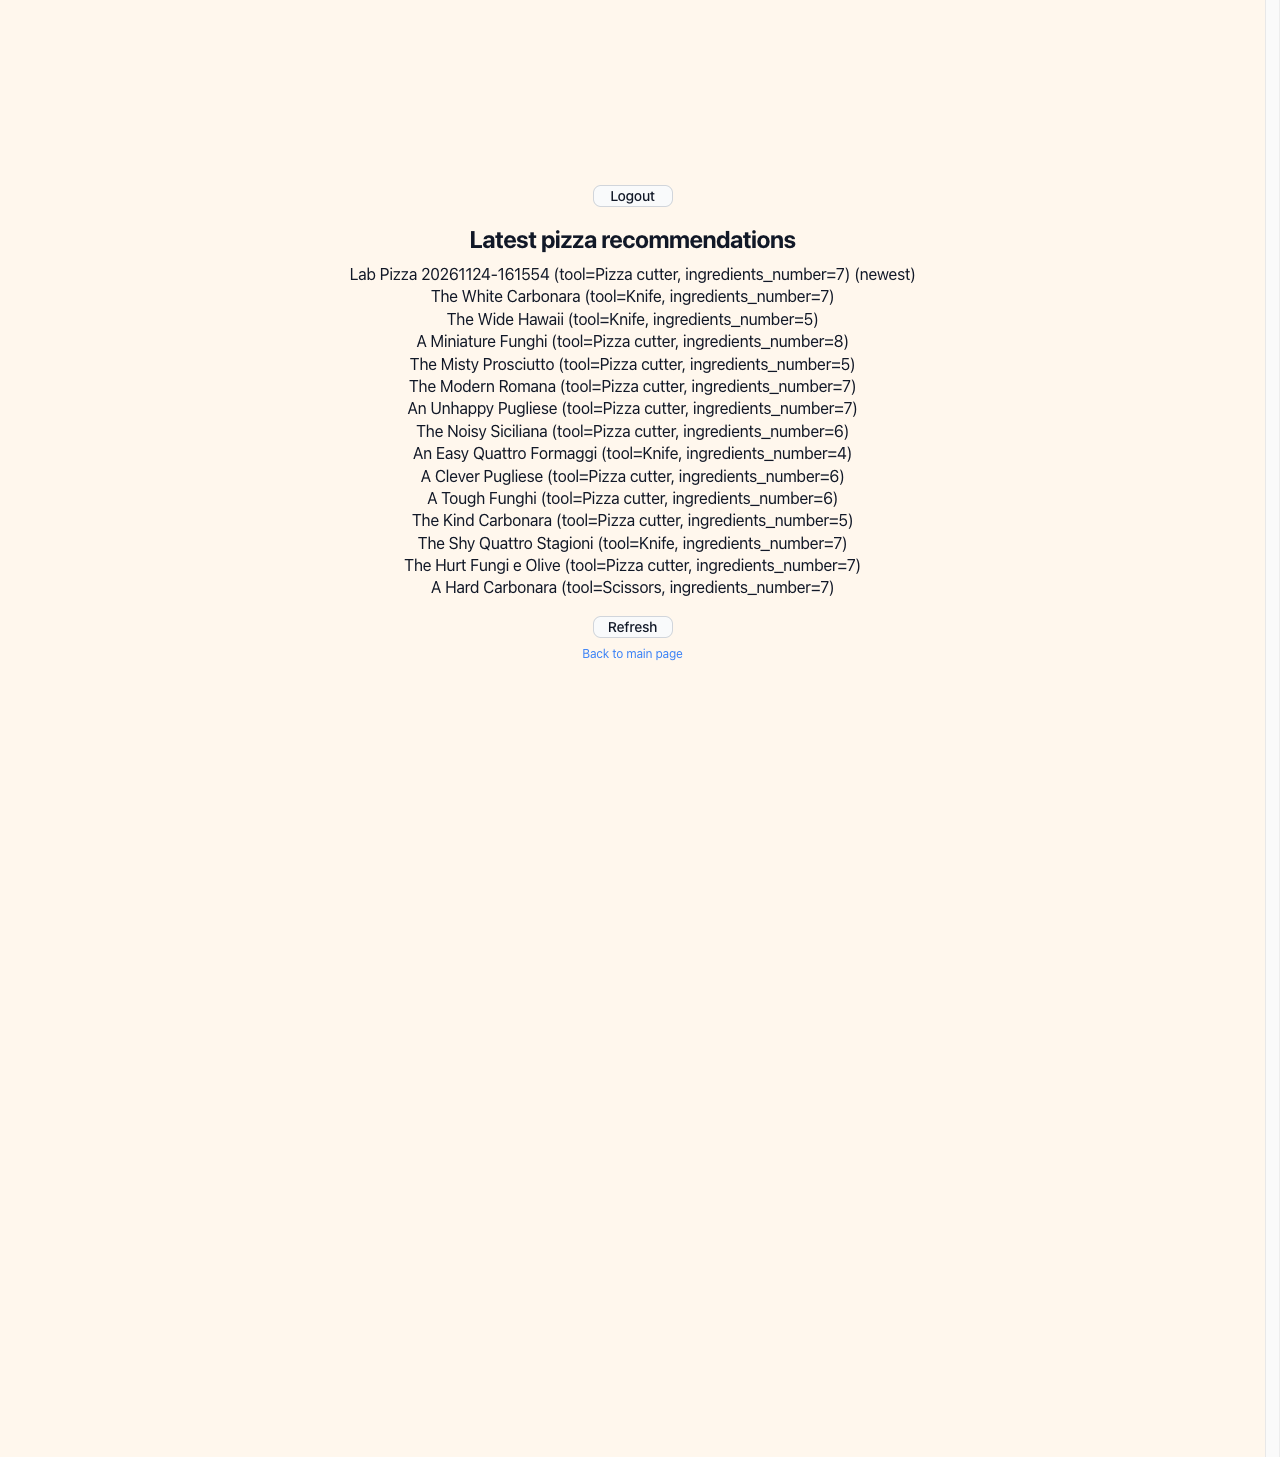 Logout
Latest pizza recommendations
Lab Pizza 20261124-161554 (tool=Pizza cutter, ingredients_number=7) (newest)
The White Carbonara (tool=Knife, ingredients_number=7)
The Wide Hawaii (tool=Knife, ingredients_number=5)
A Miniature Funghi (tool=Pizza cutter, ingredients_number=8)
The Misty Prosciutto (tool=Pizza cutter, ingredients_number=5)
The Modern Romana (tool=Pizza cutter, ingredients_number=7)
An Unhappy Pugliese (tool=Pizza cutter, ingredients_number=7)
The Noisy Siciliana (tool=Pizza cutter, ingredients_number=6)
An Easy Quattro Formaggi (tool=Knife, ingredients_number=4)
A Clever Pugliese (tool=Pizza cutter, ingredients_number=6)
A Tough Funghi (tool=Pizza cutter, ingredients_number=6)
The Kind Carbonara (tool=Pizza cutter, ingredients_number=5)
The Shy Quattro Stagioni (tool=Knife, ingredients_number=7)
The Hurt Fungi e Olive (tool=Pizza cutter, ingredients_number=7)
A Hard Carbonara (tool=Scissors, ingredients_number=7)
Refresh
Back to main page